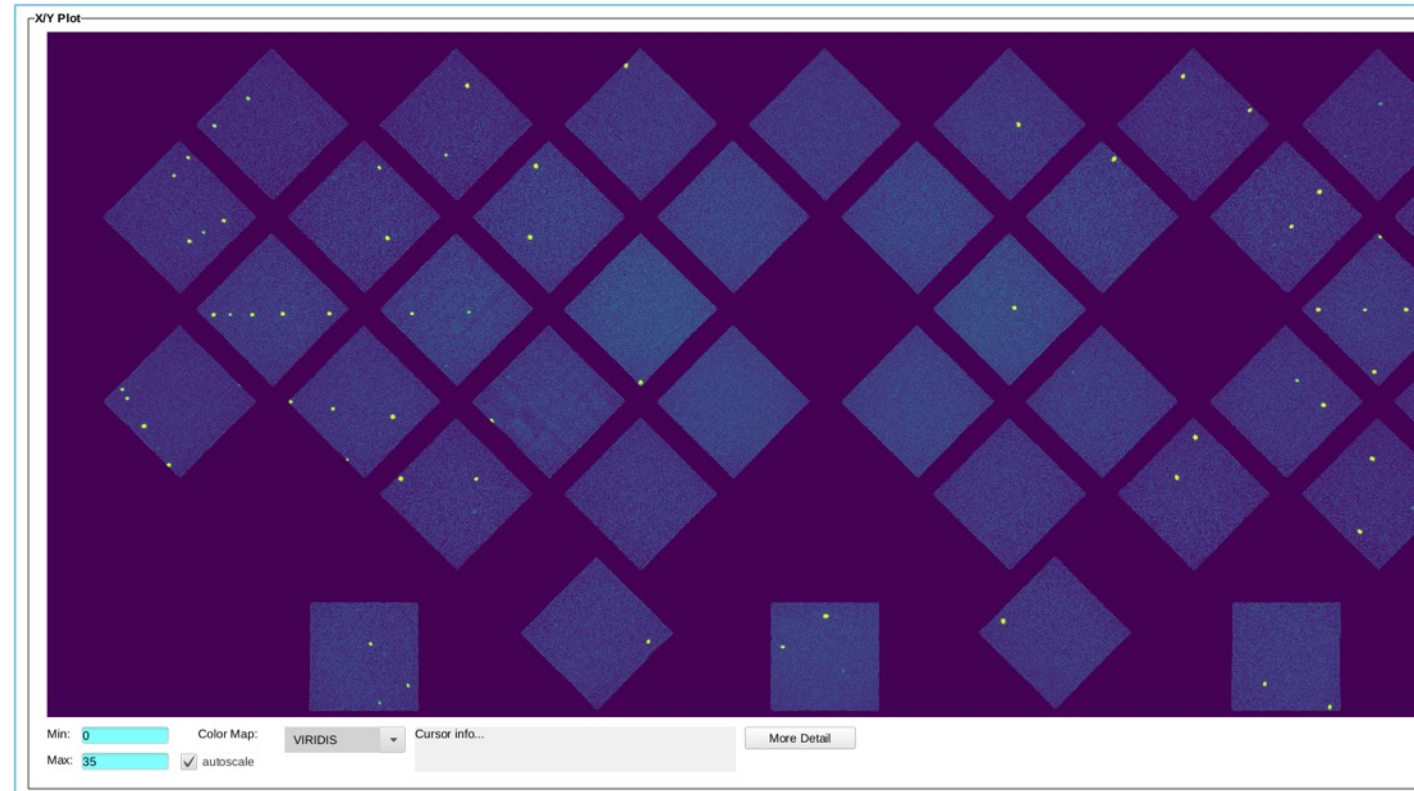 X/Y Plot
Min: 0
Color Map: VIRIDIS
Cursor info...
More Detail
Max: 35
autoscale